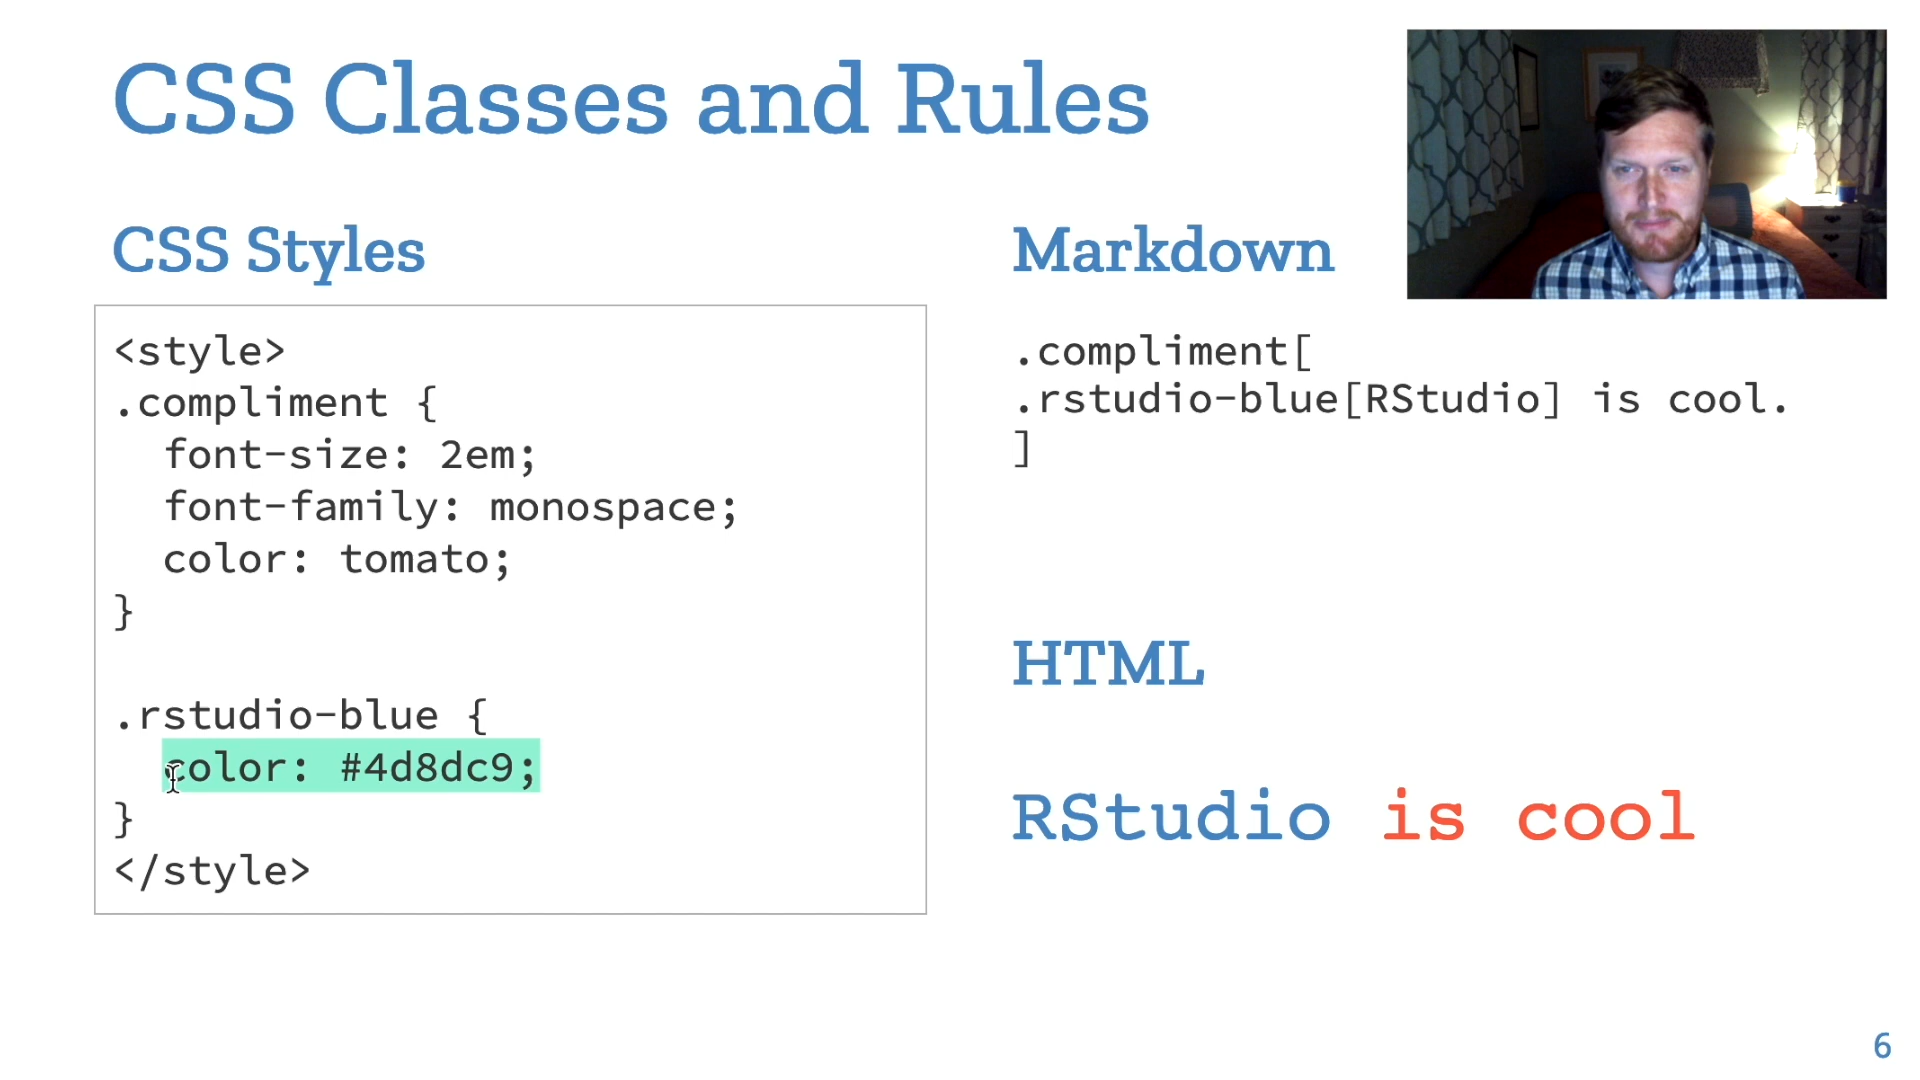 CSS Classes and Rules
CSS Styles
<style>
.compliment {
font-size: 2em;
font-family: monospace;
color: tomato;
}
.rstudio-blue {
color: #4d8dc9;
}
</style>
Markdown
.compliment[
.rstudio-blue[RStudio] is cool.
]
HTML
RStudio is cool
6